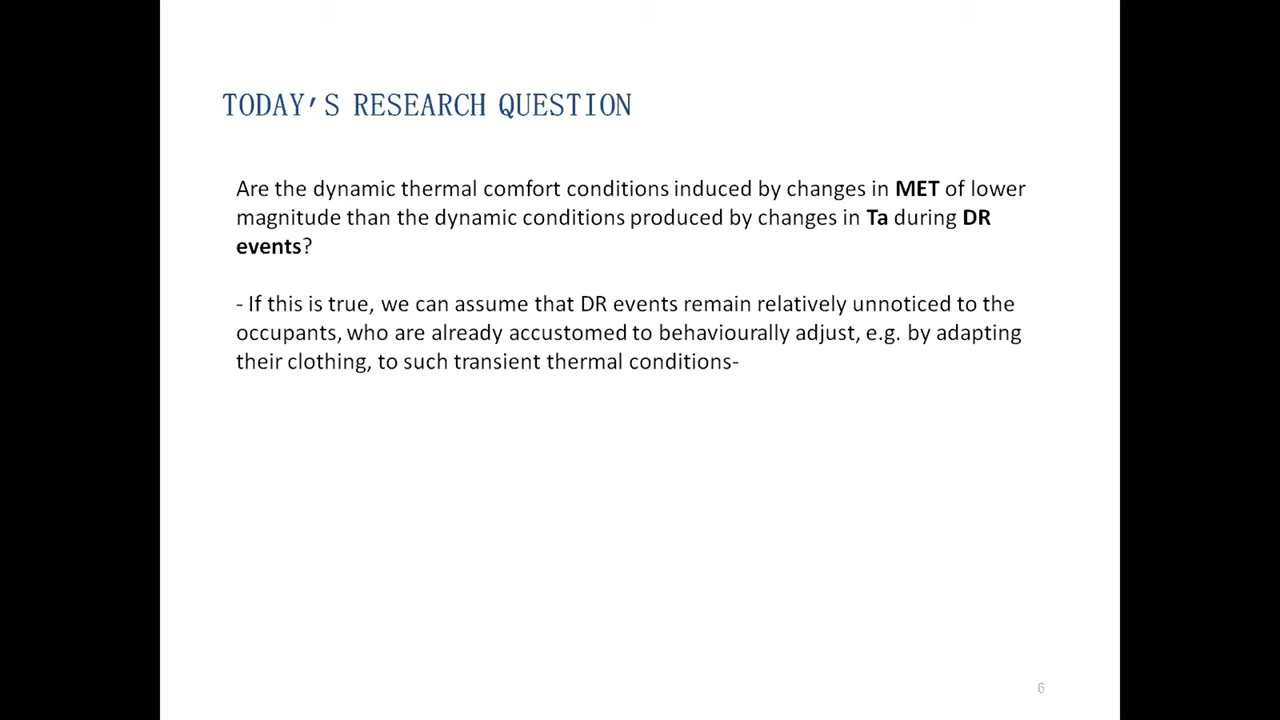 TODAY'S RESEARCH QUESTION
Are the dynamic thermal comfort conditions induced by changes in MET of lower
magnitude than the dynamic conditions produced by changes in Ta during DR
events?
- If this is true, we can assume that DR events remain relatively unnoticed to the
occupants, who are already accustomed to behaviourally adjust, e.g. by adapting
their clothing, to such transient thermal conditions-
6